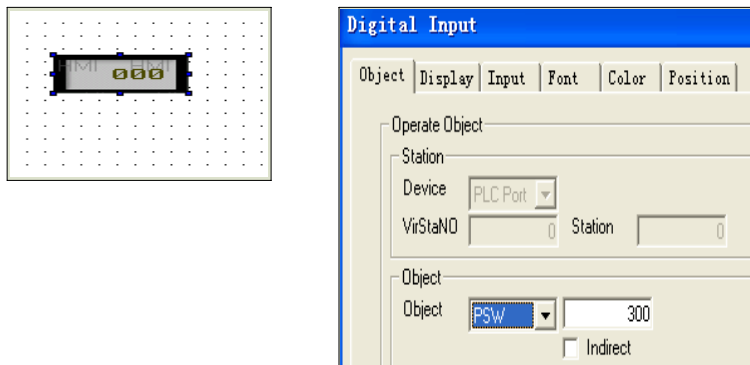 HMI HMI
000
Digital Input
Object Display Input Font Color Position
Operate Object
Station
Device PLC Port
VirStaNO 0 Station 0
Object
Object PSW 300
Indirect